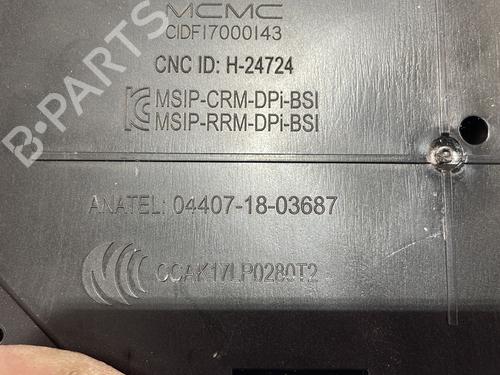 MCMC
CIDF17000143
CNC ID: H-24724
MSIP-CRM-DPi-BSI
MSIP-RRM-DPi-BSI
ANATEL: 04407-18-03687
CCAK17LP0280T2
B-PARTS